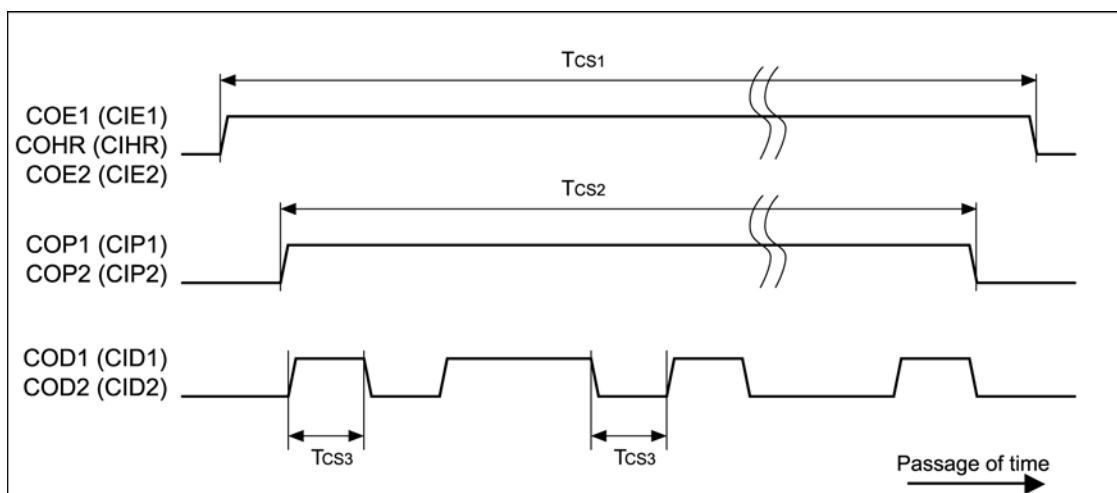 TCS1
COE1 (CIE1)
COHR (CIHR)
COE2 (CIE2)
TCS2
COP1 (CIP1)
COP2 (CIP2)
COD1 (CID1)
COD2 (CID2)
TCS3
TCS3
Passage of time